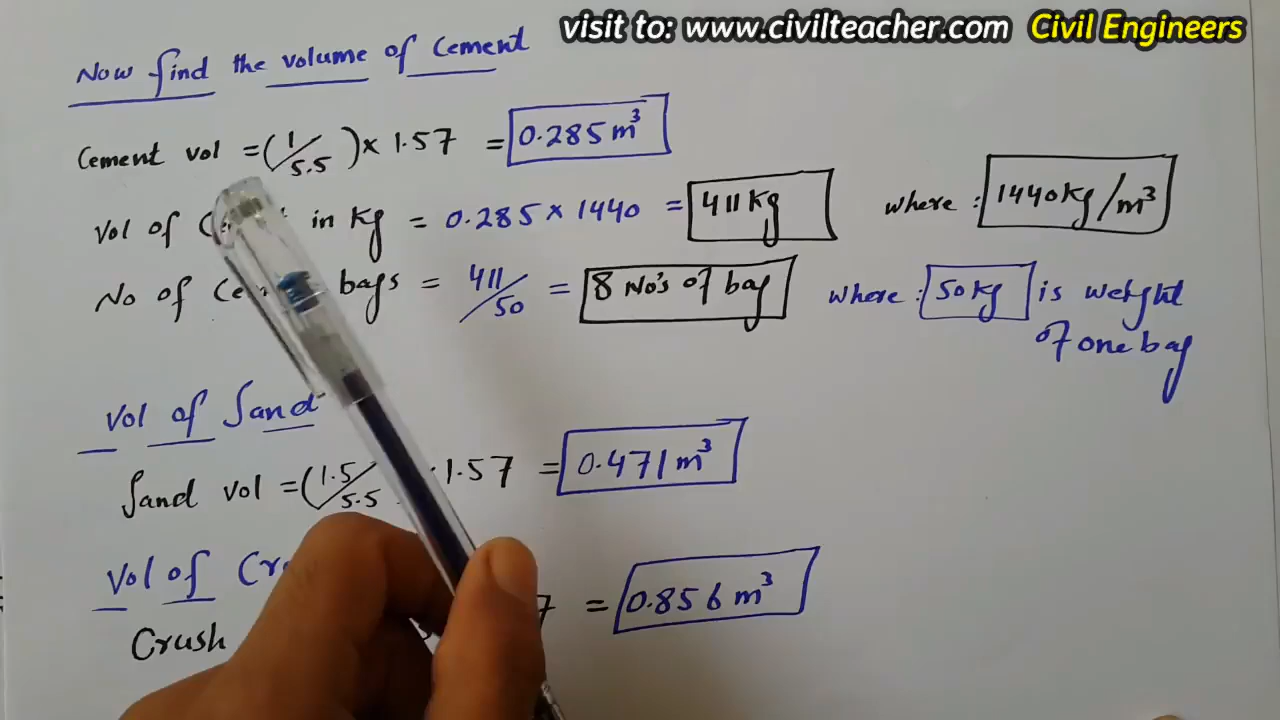 visit to: www.civilteacher.com Civil Engineers
Now find the volume of Cement
Cement vol = (1/5.5) × 1.57 = 0.285 m³
Vol of in Kg = 0.285 × 1440 = 411 Kg where : 1440 Kg/m³
No of bags = 411/50 = 8 No's of bag where : 50 Kg is weight
of one bag
Vol of Sand
Sand vol = (1.5/5.5 1.57 = 0.471 m³
Vol of
Crush 7 = 0.856 m³